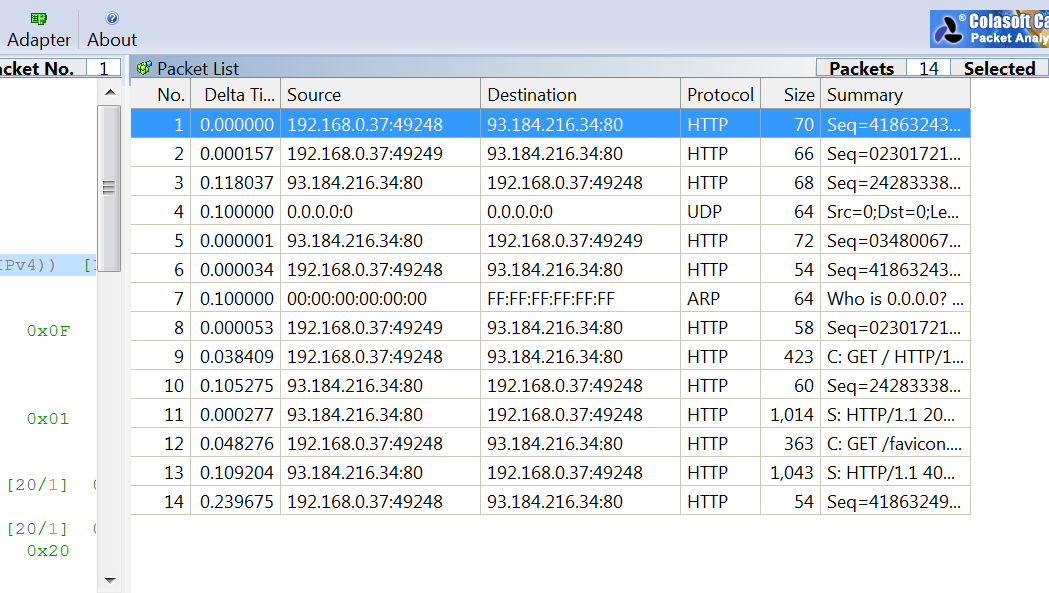 Adapter About
® Colasoft Ca
Packet Analy
acket No. 1
Packet List Packets 14 Selected
No. Delta Ti... Source Destination Protocol Size Summary
1 0.000000 192.168.0.37:49248 93.184.216.34:80 HTTP 70 Seq=41863243...
2 0.000157 192.168.0.37:49249 93.184.216.34:80 HTTP 66 Seq=02301721...
3 0.118037 93.184.216.34:80 192.168.0.37:49248 HTTP 68 Seq=24283338...
4 0.100000 0.0.0.0:0 0.0.0.0:0 UDP 64 Src=0;Dst=0;Le...
5 0.000001 93.184.216.34:80 192.168.0.37:49249 HTTP 72 Seq=03480067...
6 0.000034 192.168.0.37:49248 93.184.216.34:80 HTTP 54 Seq=41863243...
7 0.100000 00:00:00:00:00:00 FF:FF:FF:FF:FF:FF ARP 64 Who is 0.0.0.0? ...
8 0.000053 192.168.0.37:49249 93.184.216.34:80 HTTP 58 Seq=02301721...
9 0.038409 192.168.0.37:49248 93.184.216.34:80 HTTP 423 C: GET / HTTP/1...
10 0.105275 93.184.216.34:80 192.168.0.37:49248 HTTP 60 Seq=24283338...
11 0.000277 93.184.216.34:80 192.168.0.37:49248 HTTP 1,014 S: HTTP/1.1 20...
12 0.048276 192.168.0.37:49248 93.184.216.34:80 HTTP 363 C: GET /favicon....
13 0.109204 93.184.216.34:80 192.168.0.37:49248 HTTP 1,043 S: HTTP/1.1 40...
14 0.239675 192.168.0.37:49248 93.184.216.34:80 HTTP 54 Seq=41863249...
Pv4)) [
0x0F
0x01
[20/1]
[20/1]
0x20